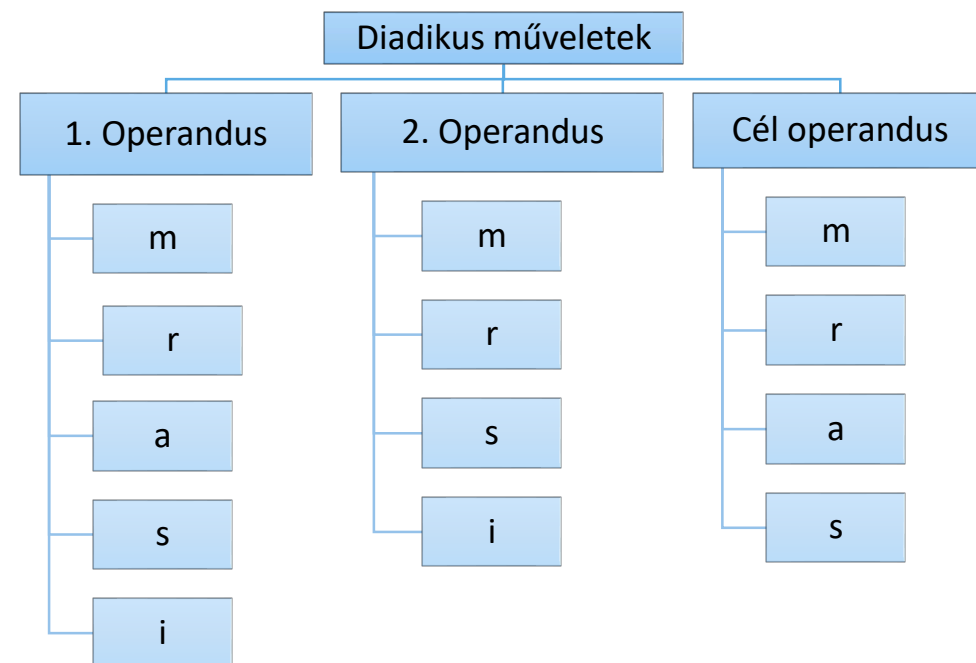 Diadikus műveletek
1. Operandus
m
r
a
s
i
2. Operandus
m
r
s
i
Cél operandus
m
r
a
s